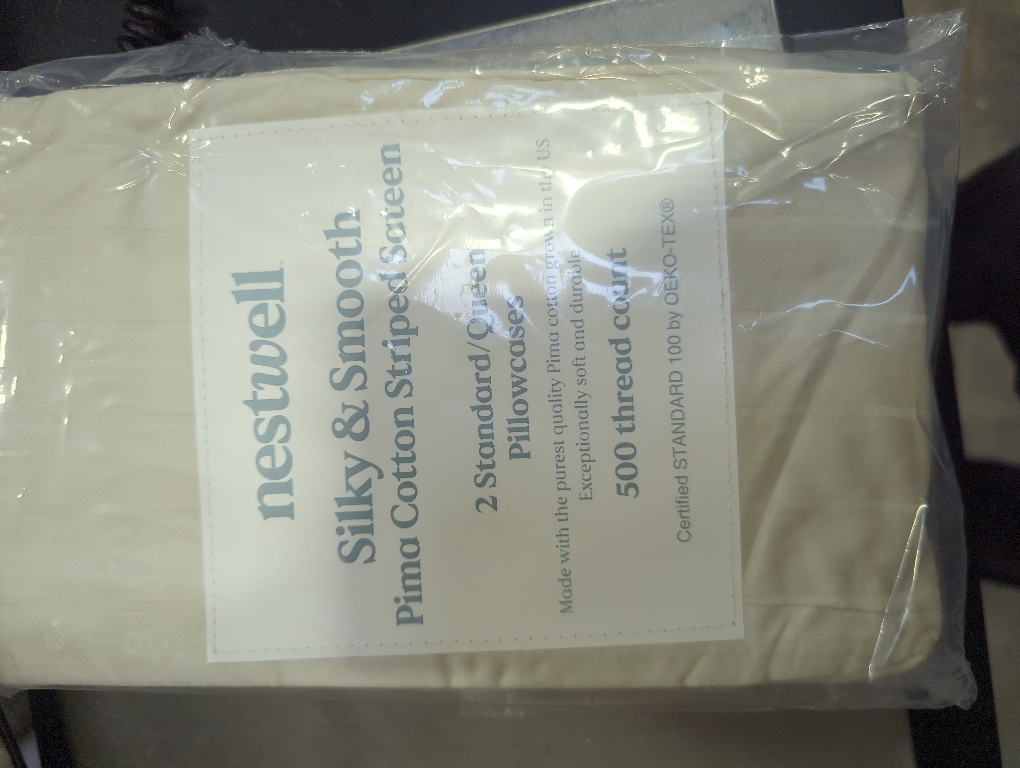 nestwell
Silky & Smooth
Pima Cotton Striped Sateen
2 Standard/Queen
Pillowcases
Made with the purest quality Pima cotton grown in the US
Exceptionally soft and durable
500 thread count
Certified STANDARD 100 by OEKO-TEX®